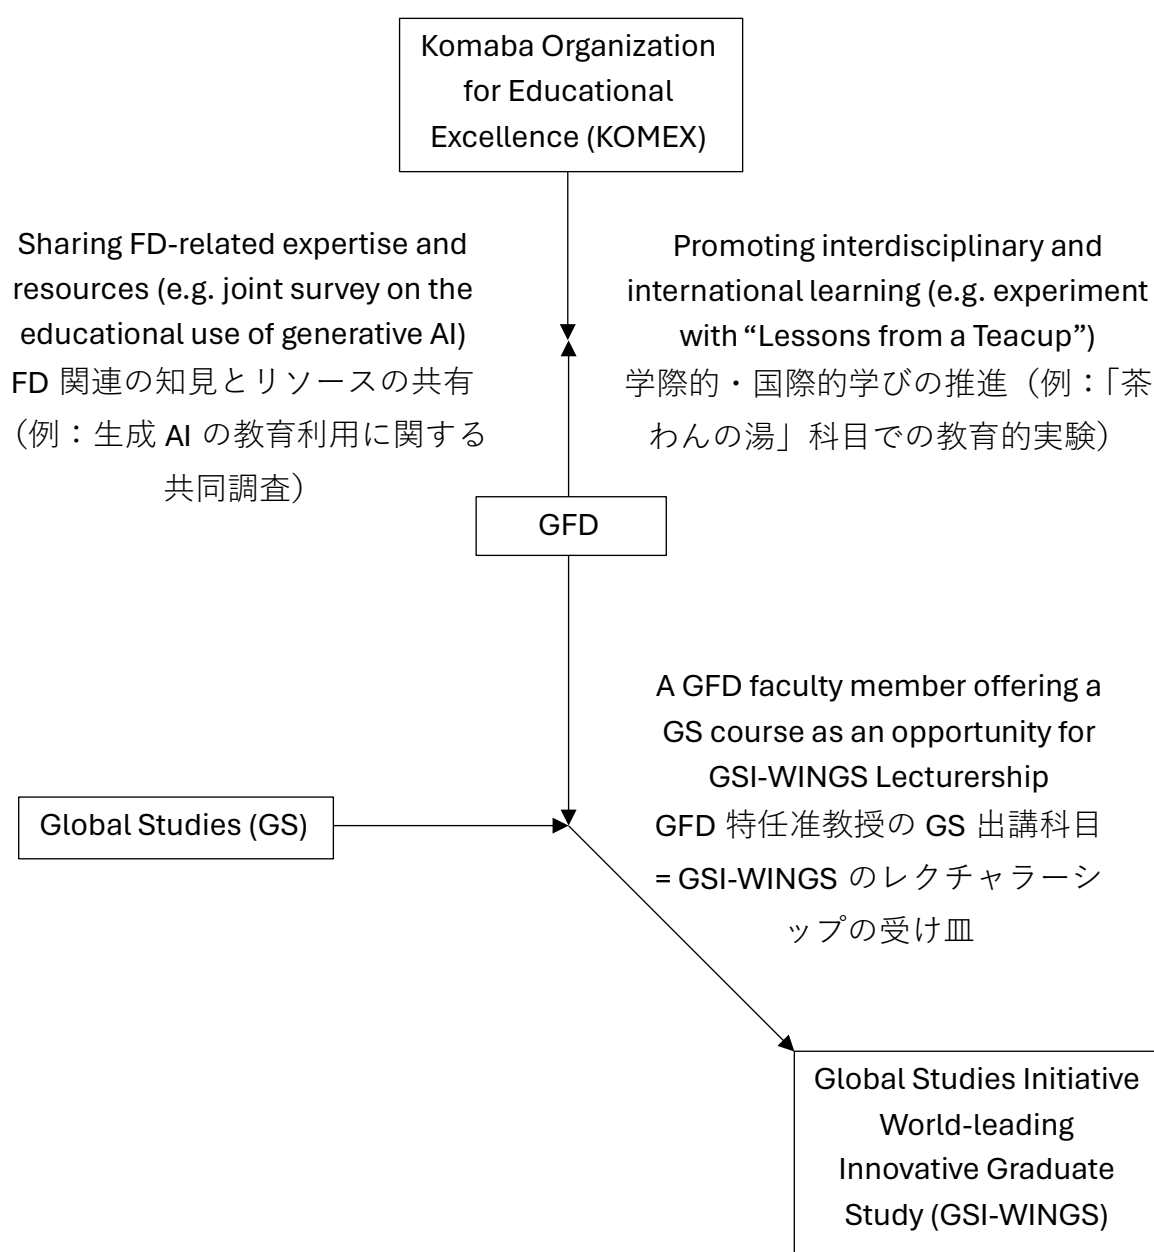 Komaba Organization
for Educational
Excellence (KOMEX)
Sharing FD-related expertise and
resources (e.g. joint survey on the
educational use of generative AI)
FD 関連の知見とリソースの共有
（例：生成 AI の教育利用に関する
共同調査）
Promoting interdisciplinary and
international learning (e.g. experiment
with “Lessons from a Teacup”)
学際的・国際的学びの推進（例：「茶
わんの湯」科目での教育的実験）
GFD
A GFD faculty member offering a
GS course as an opportunity for
GSI-WINGS Lecturership
GFD 特任准教授の GS 出講科目
= GSI-WINGS のレクチャラーシ
ップの受け皿
Global Studies (GS)
Global Studies Initiative
World-leading
Innovative Graduate
Study (GSI-WINGS)